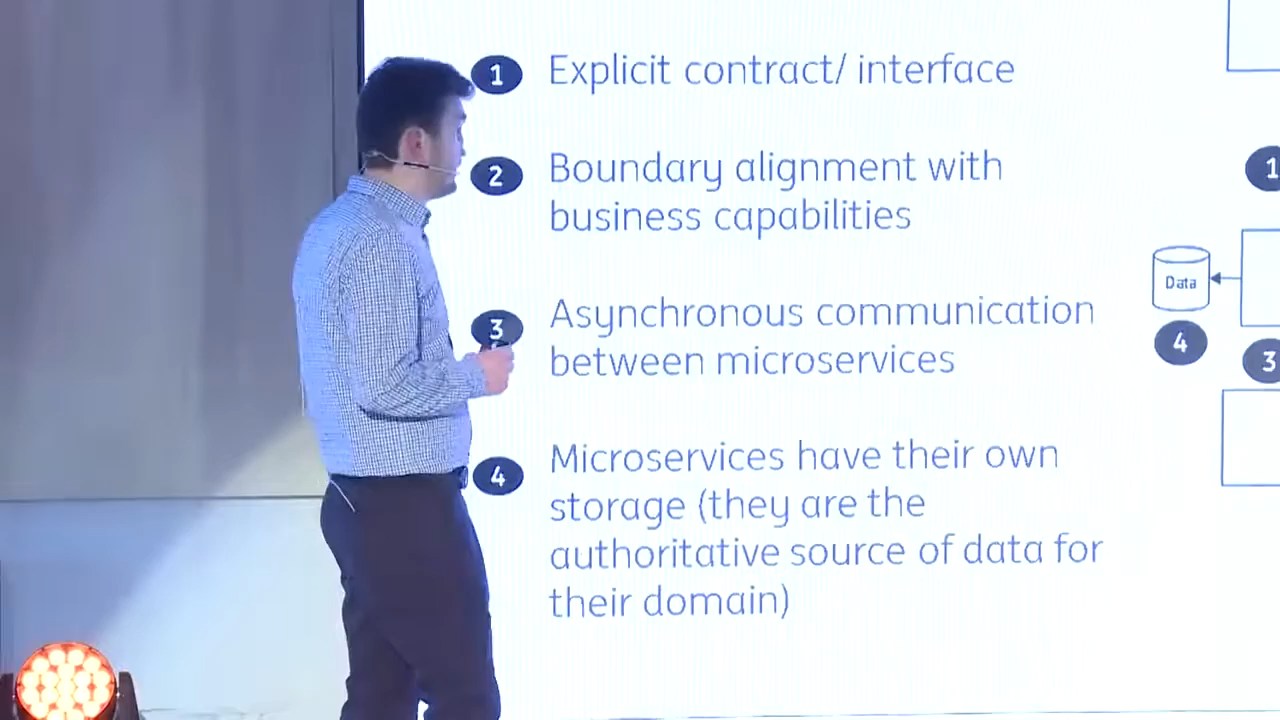 1 Explicit contract/ interface
2 Boundary alignment with
business capabilities
3 Asynchronous communication
between microservices
4 Microservices have their own
storage (they are the
authoritative source of data for
their domain)
1
Data
4
3